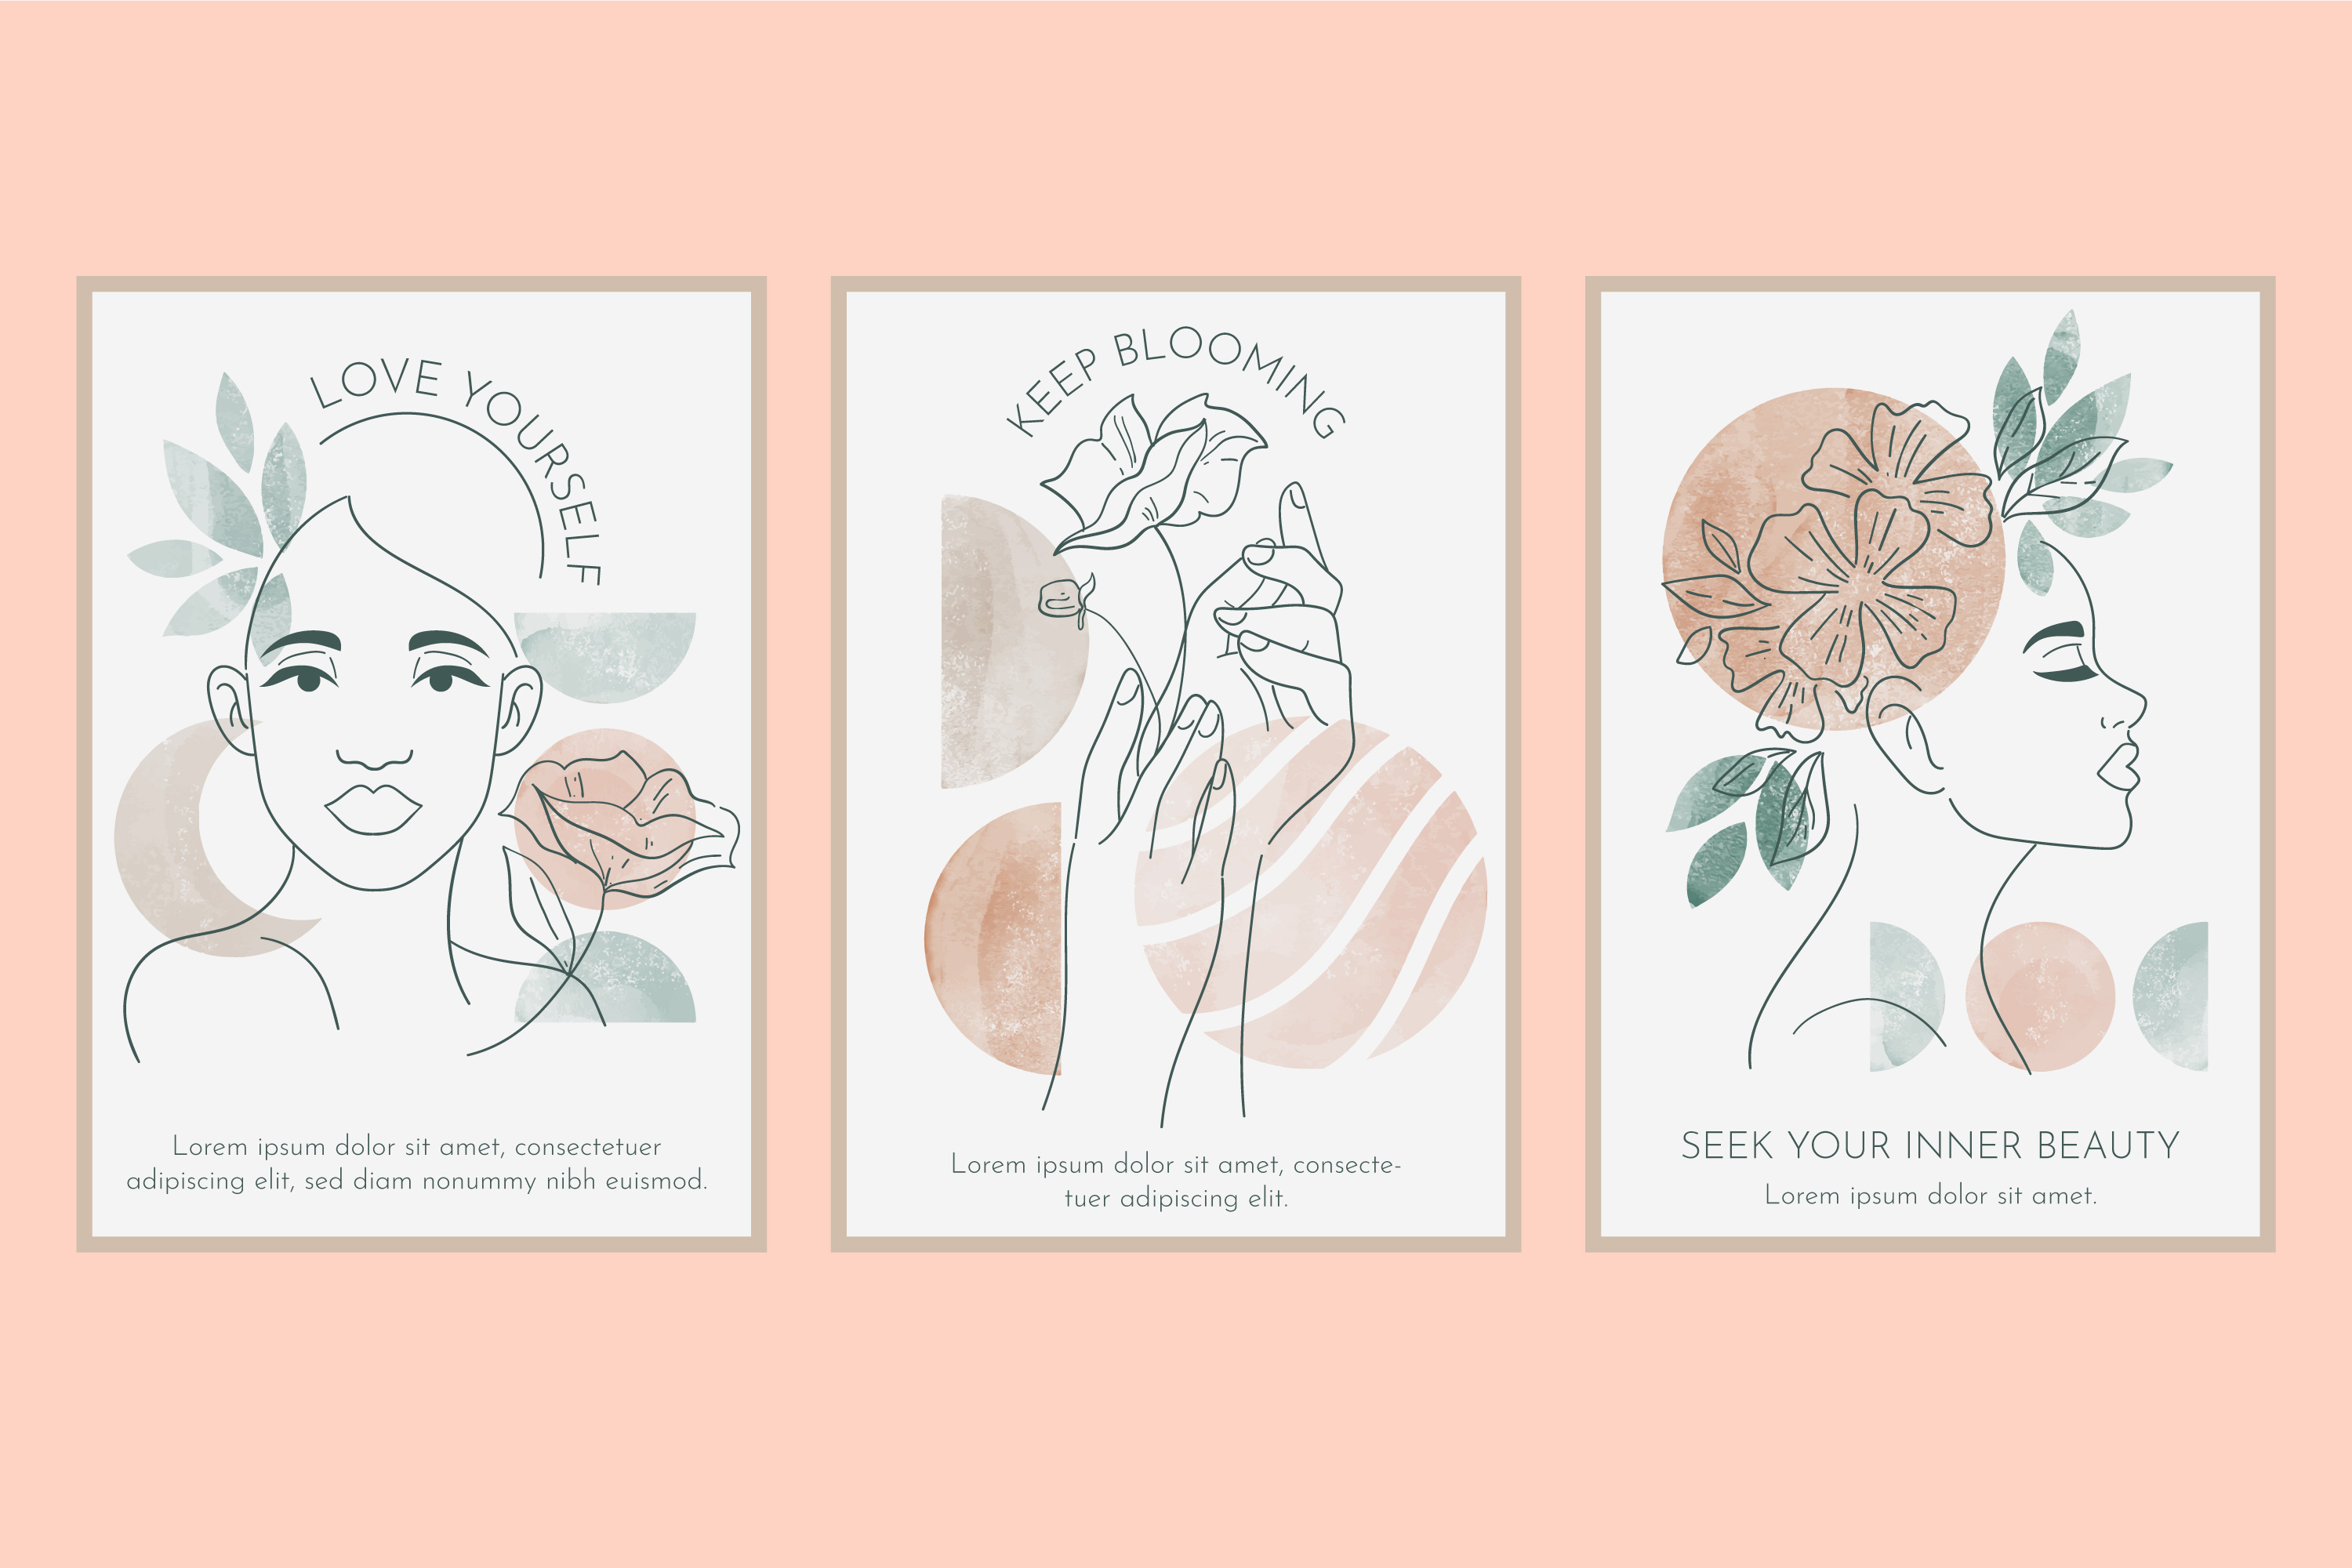 LOVE YOURSELF
Lorem ipsum dolor sit amet, consectetuer
adipiscing elit, sed diam nonummy nibh euismod.
KEEP BLOOMING
Lorem ipsum dolor sit amet, consecte-
tuer adipiscing elit.
SEEK YOUR INNER BEAUTY
Lorem ipsum dolor sit amet.